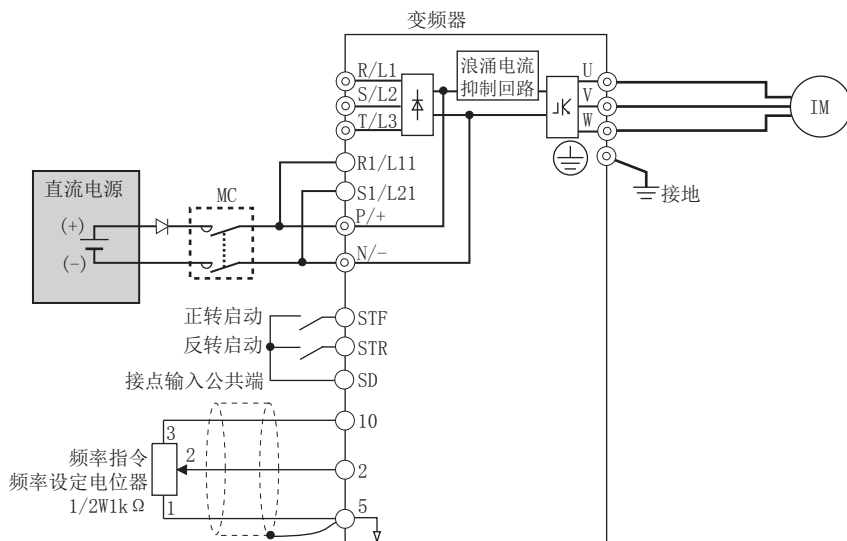 变频器
R/L1
S/L2
T/L3
浪涌电流
抑制回路
U
V
W
IM
R1/L11
S1/L21
P/+
N/-
接地
直流电源
(+)
(-)
MC
正转启动
STF
反转启动
STR
接点输入公共端
SD
10
3
频率指令
2
2
频率设定电位器
1/2W1kΩ
1
5